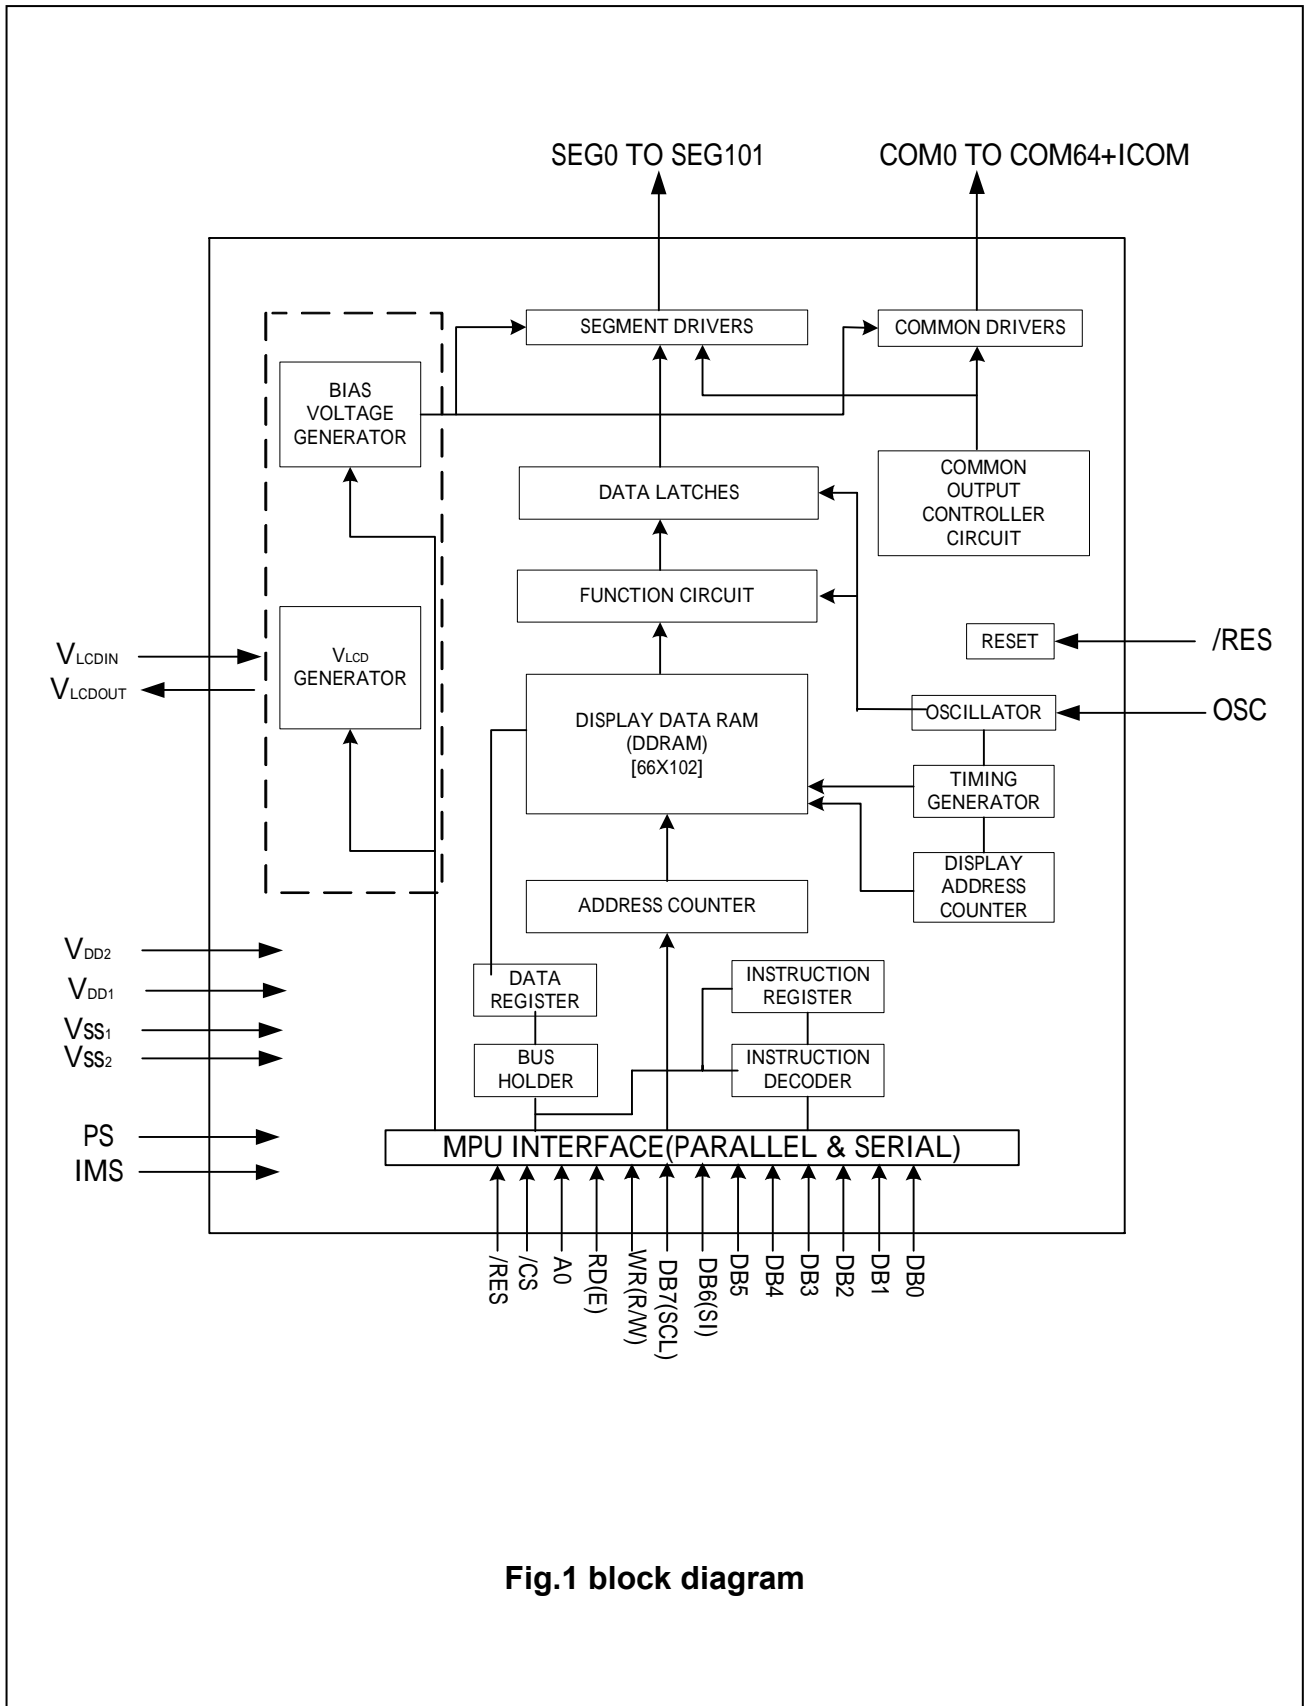 SEG0 TO SEG101
COM0 TO COM64+ICOM
SEGMENT DRIVERS
COMMON DRIVERS
BIAS
VOLTAGE
GENERATOR
DATA LATCHES
COMMON
OUTPUT
CONTROLLER
CIRCUIT
FUNCTION CIRCUIT
VLCDIN
VLCDOUT
VLCD
GENERATOR
RESET
/RES
DISPLAY DATA RAM
(DDRAM)
[66X102]
OSCILLATOR
OSC
TIMING
GENERATOR
DISPLAY
ADDRESS
COUNTER
ADDRESS COUNTER
VDD2
VDD1
VSS1
VSS2
DATA
REGISTER
INSTRUCTION
REGISTER
BUS
HOLDER
INSTRUCTION
DECODER
PS
IMS
MPU INTERFACE(PARALLEL & SERIAL)
/RES
/CS
A0
RD(E)
WR(R/W)
DB7(SCL)
DB6(SI)
DB5
DB4
DB3
DB2
DB1
DB0
Fig.1 block diagram